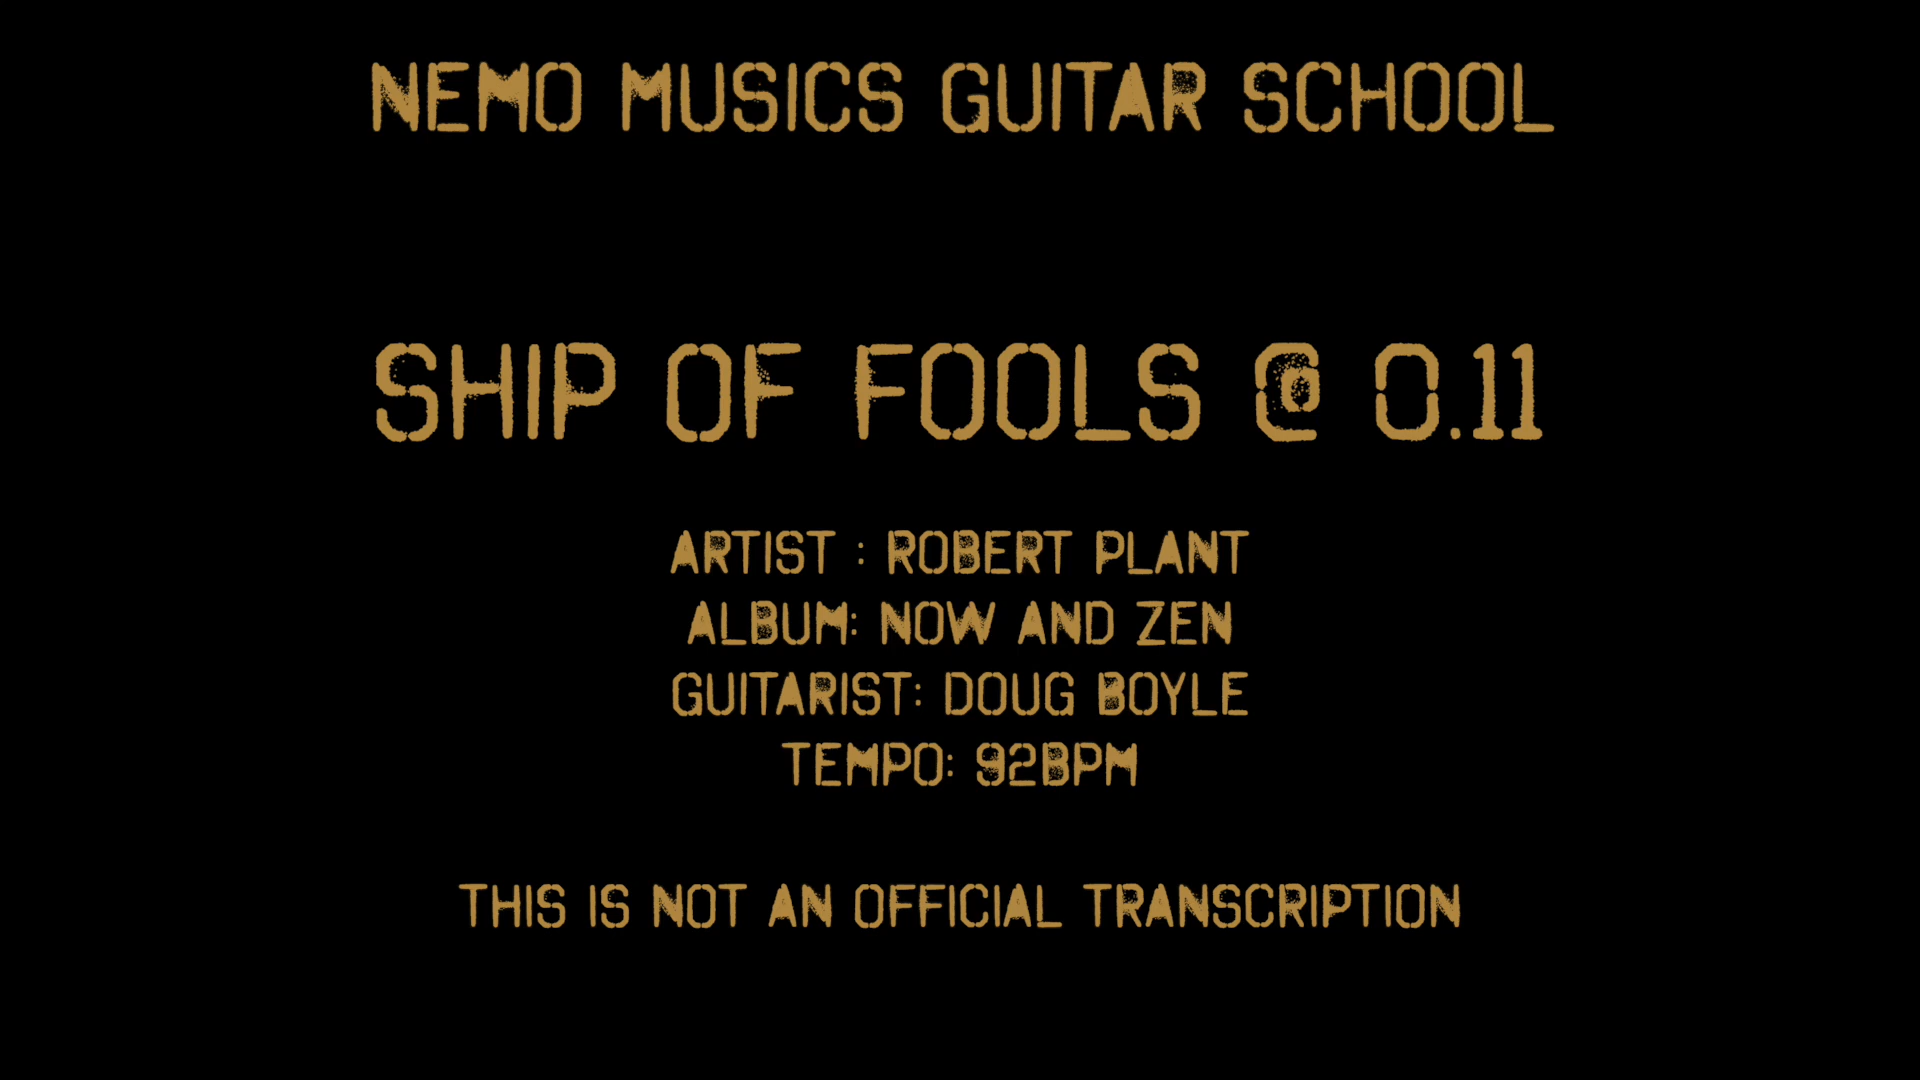 NEMO MUSICS GUITAR SCHOOL
SHIP OF FOOLS @ 0.11
ARTIST : ROBERT PLANT
ALBUM: NOW AND ZEN
GUITARIST: DOUG BOYLE
TEMPO: 92BPM
THIS IS NOT AN OFFICIAL TRANSCRIPTION